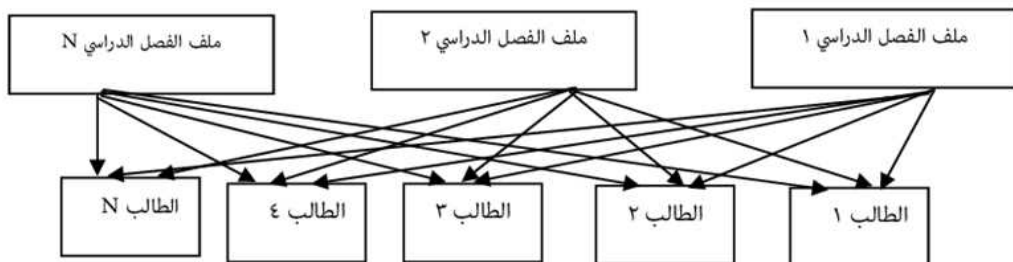 ملف الفصل الدراسي ١
ملف الفصل الدراسي ٢
ملف الفصل الدراسي N
الطالب ١
الطالب ٢
الطالب ٣
الطالب ٤
الطالب N